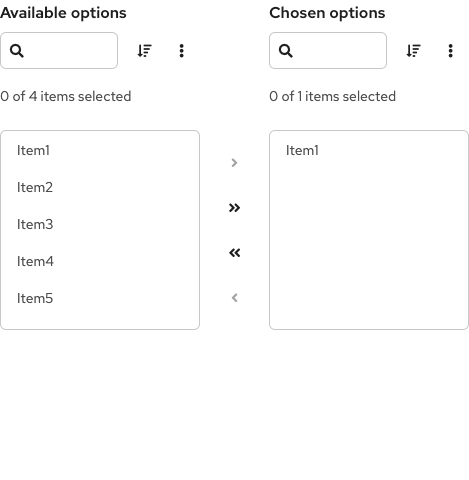 Available options
0 of 4 items selected
Item1
Item2
Item3
Item4
Item5
Chosen options
0 of 1 items selected
Item1